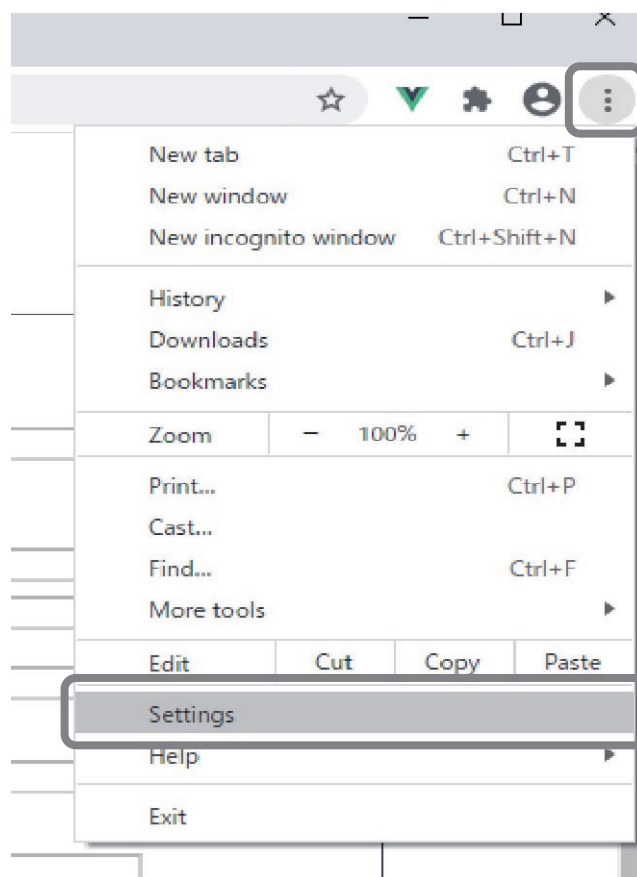 New tab Ctrl+T
New window Ctrl+N
New incognito window Ctrl+Shift+N
History
Downloads Ctrl+J
Bookmarks
Zoom − 100% +
Print... Ctrl+P
Cast...
Find... Ctrl+F
More tools
Edit Cut Copy Paste
Settings
Help
Exit